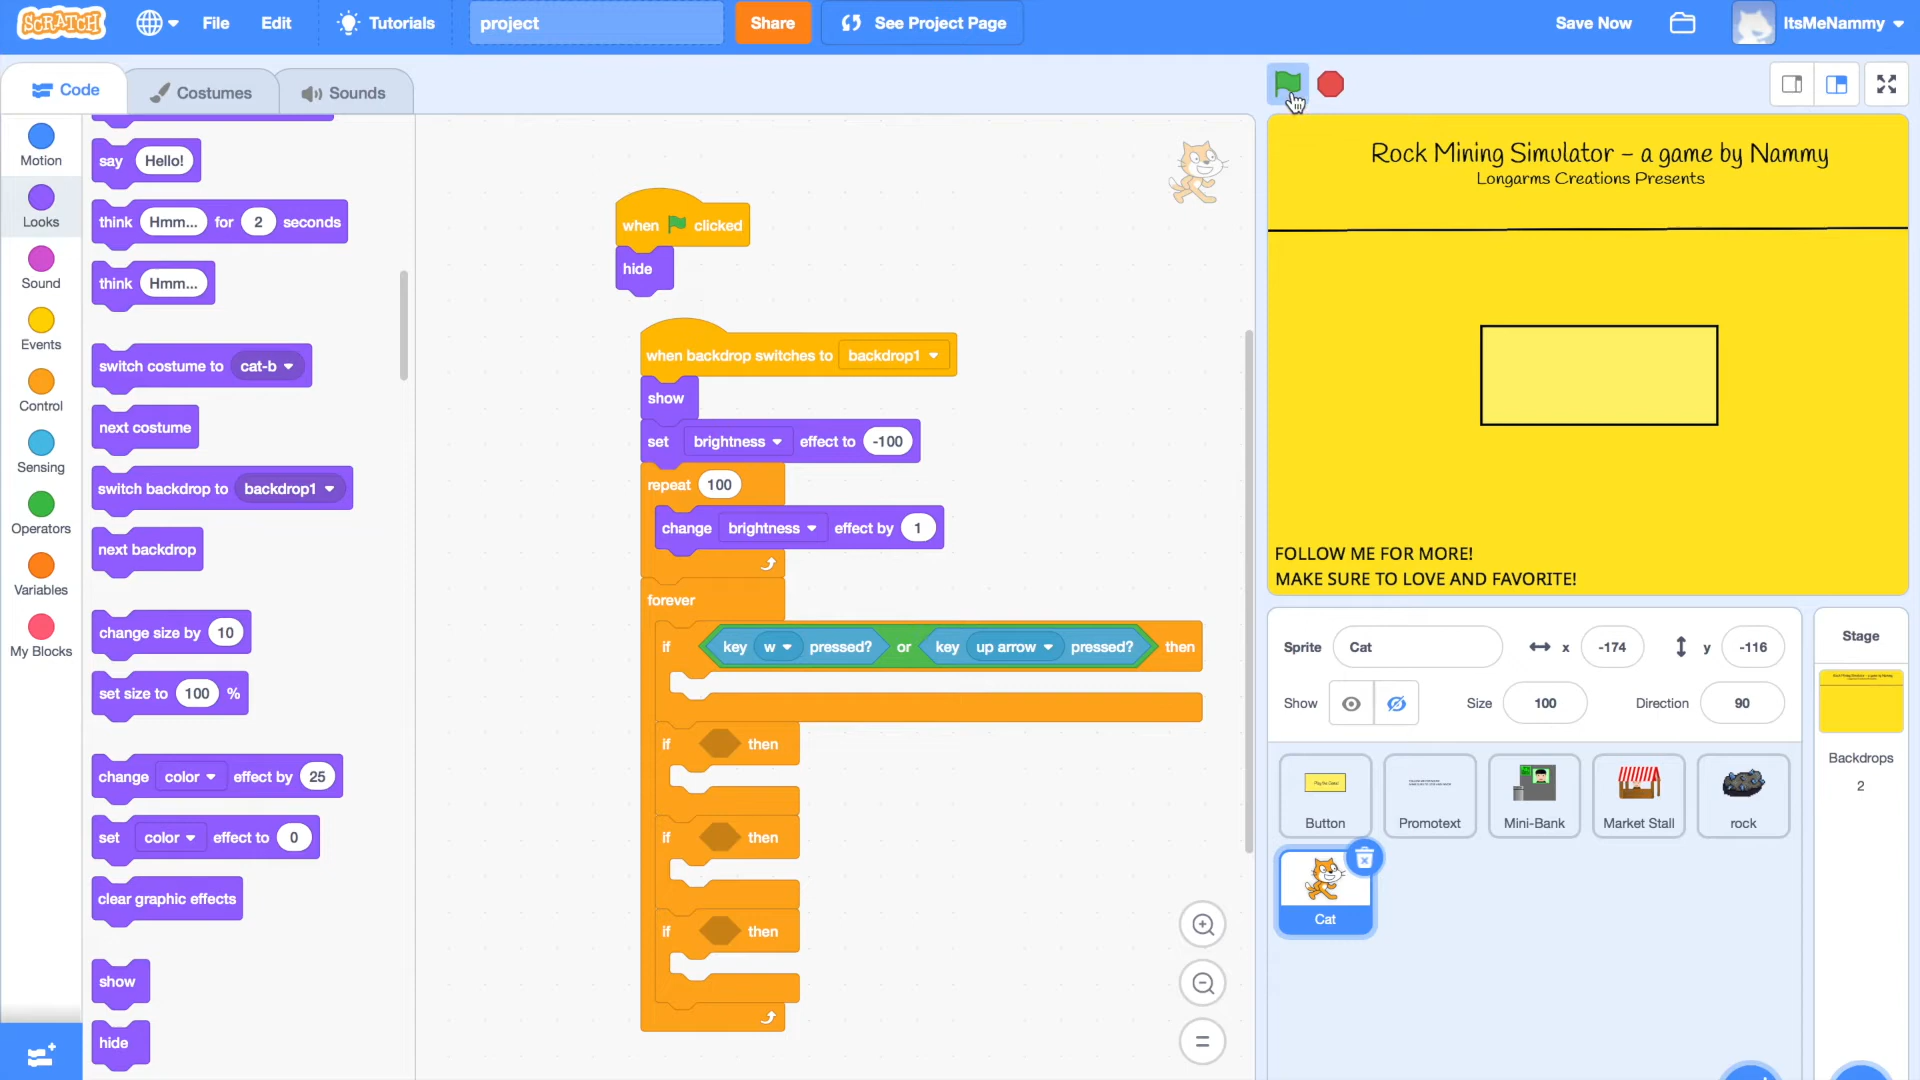 SCRATCH
File
Edit
Tutorials
project
Share
See Project Page
Save Now
ItsMeNammy
Code
Costumes
Sounds
Motion
Looks
Sound
Events
Control
Sensing
Operators
Variables
My Blocks
say Hello!
think Hmm... for 2 seconds
think Hmm...
switch costume to cat-b
next costume
switch backdrop to backdrop1
next backdrop
change size by 10
set size to 100 %
change color effect by 25
set color effect to 0
clear graphic effects
show
hide
when clicked
hide
when backdrop switches to backdrop1
show
set brightness effect to -100
repeat 100
change brightness effect by 1
forever
if key w pressed? or key up arrow pressed? then
if then
if then
if then
Rock Mining Simulator - a game by Nammy
Longarms Creations Presents
FOLLOW ME FOR MORE!
MAKE SURE TO LOVE AND FAVORITE!
Sprite Cat x -174 y -116
Show Size 100 Direction 90
Button
Promotext
Mini-Bank
Market Stall
rock
Cat
Stage
Backdrops
2